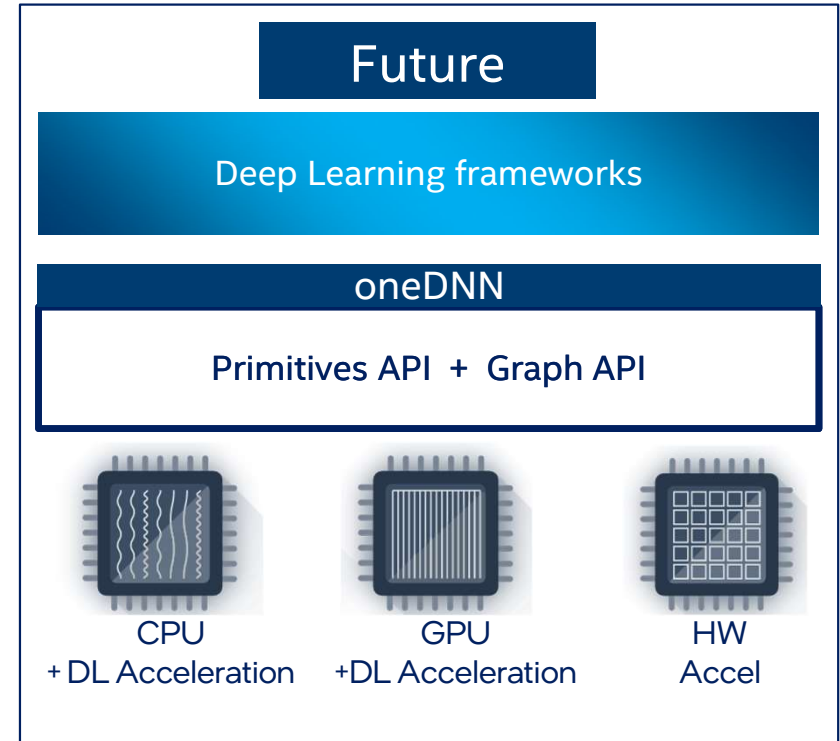 Future
Deep Learning frameworks
oneDNN
Primitives API + Graph API
CPU
+ DL Acceleration
GPU
+DL Acceleration
HW
Accel